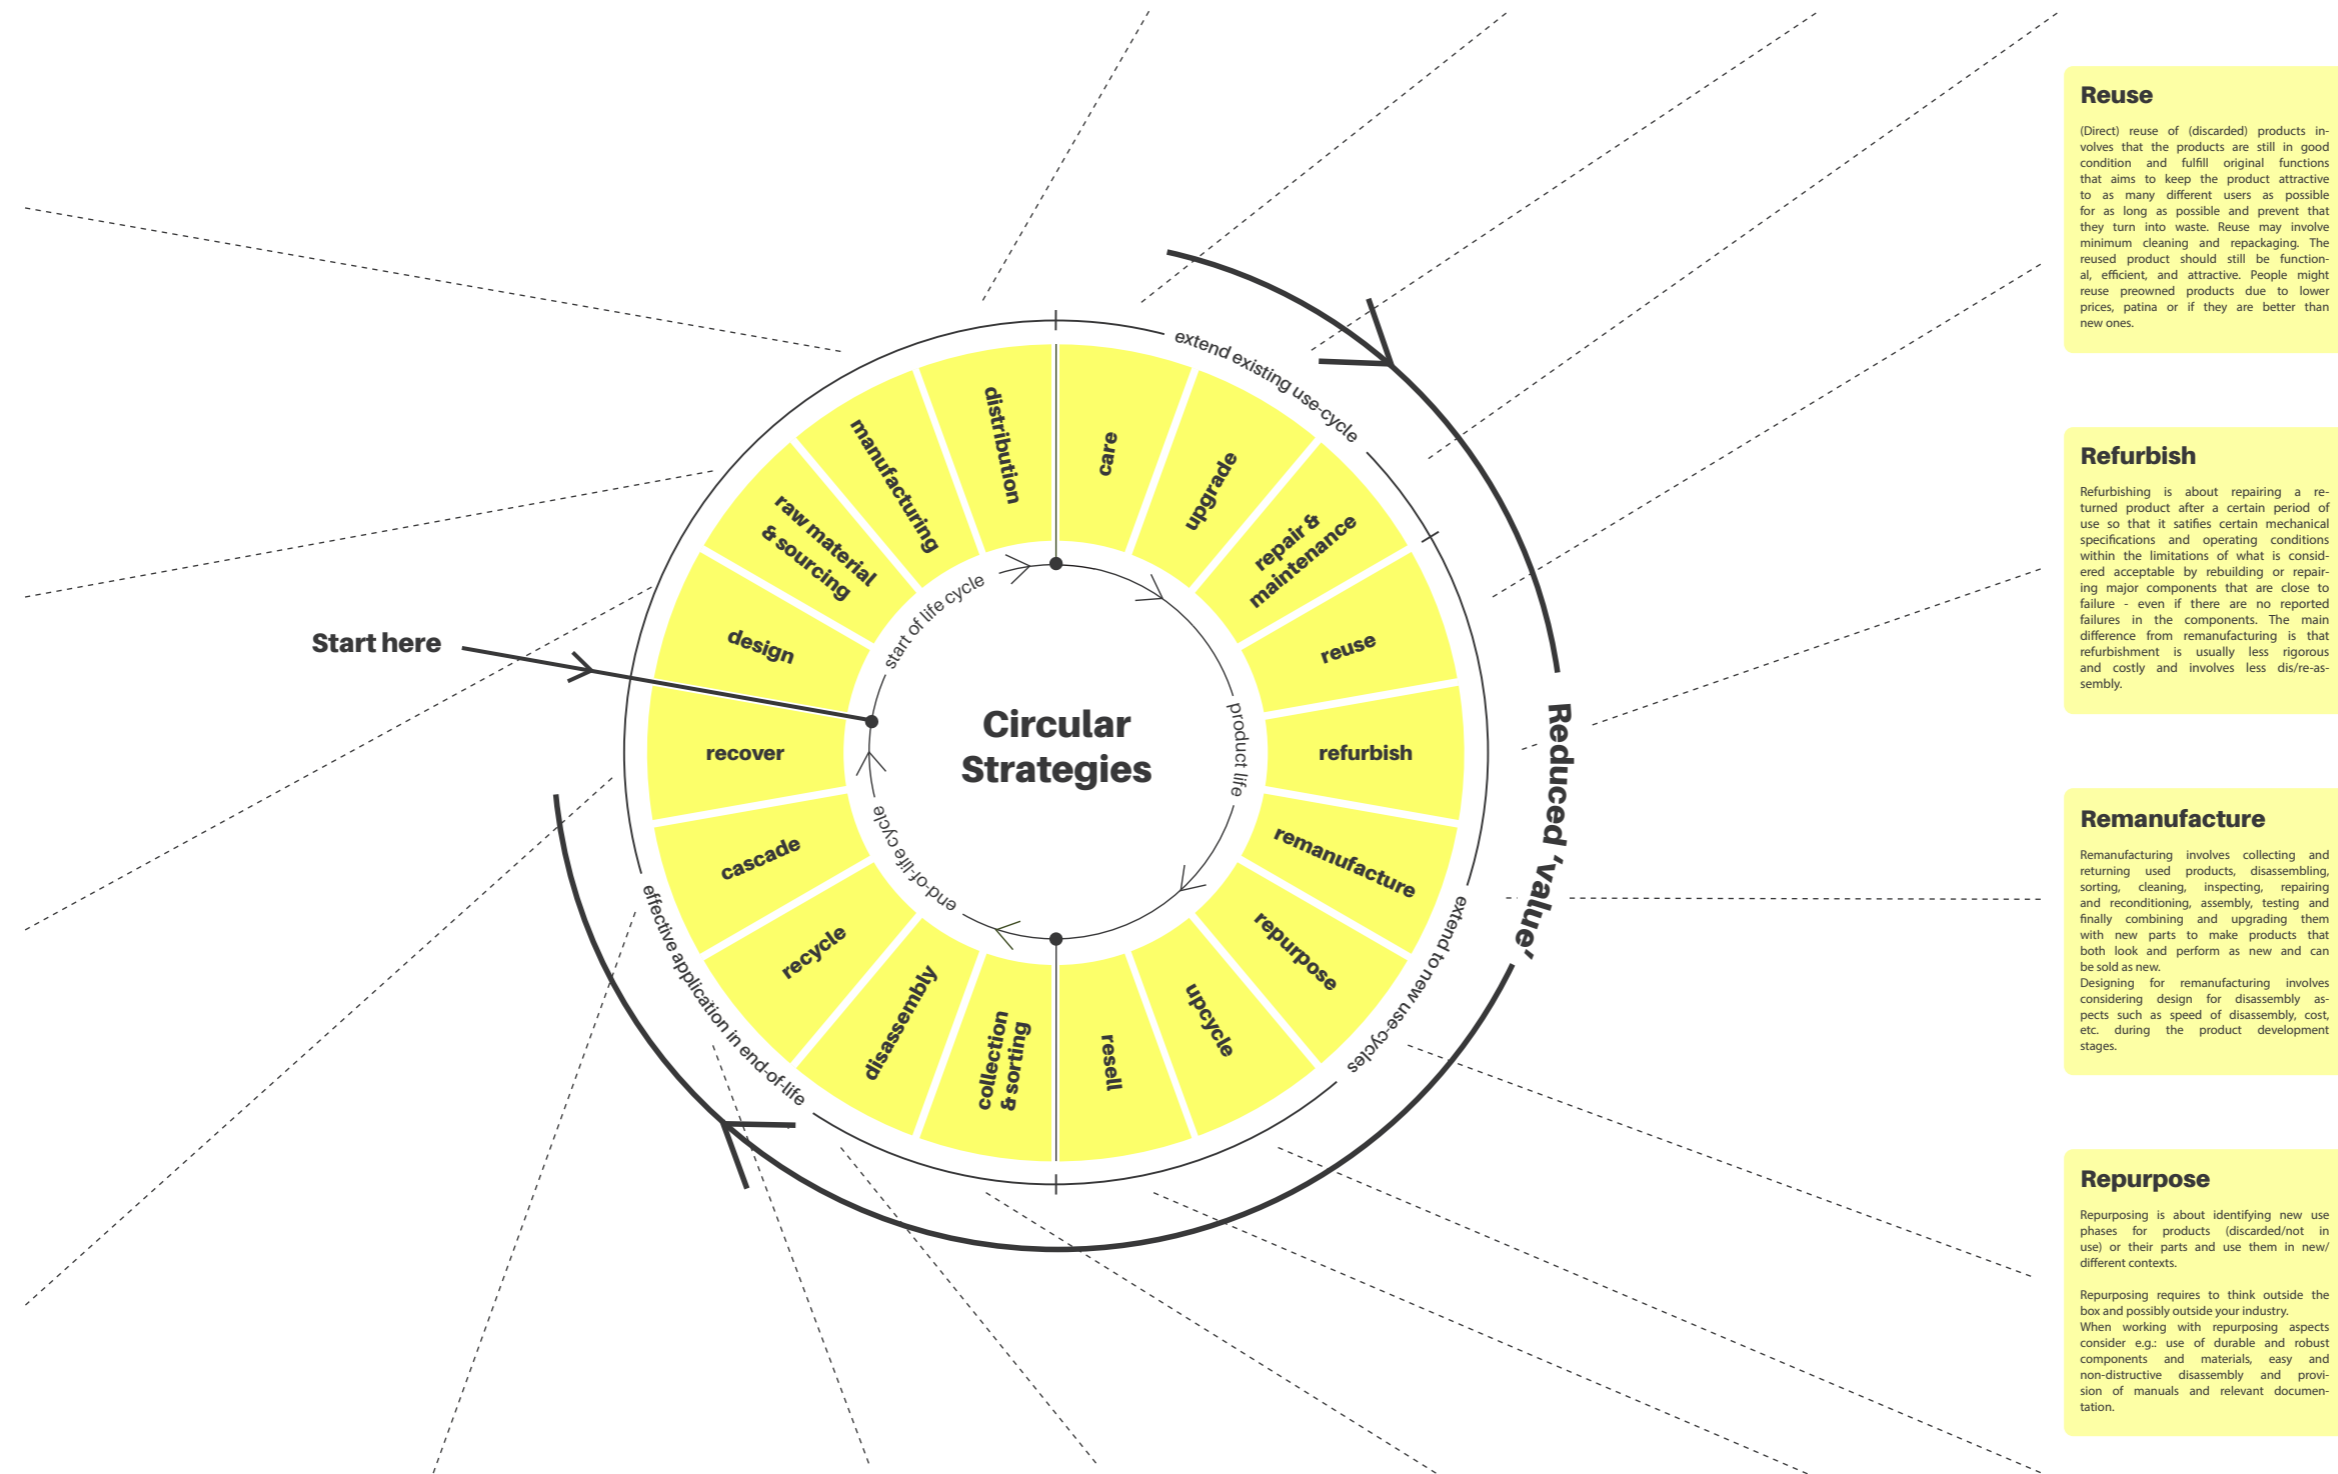 Start here
Circular
Strategies
start of life cycle
product life
end-of-life cycle
design
raw material
& sourcing
manufacturing
distribution
care
upgrade
repair &
maintenance
reuse
refurbish
remanufacture
repurpose
upcycle
resell
collection
& sorting
disassembly
recycle
cascade
recover
extend existing use-cycle
extend to new use-cycles
effective application in end-of-life
Reduced 'value'
Reuse
(Direct) reuse of (discarded) products in-
volves that the products are still in good
condition and fulfill original functions
that aims to keep the product attractive
to as many different users as possible
for as long as possible and prevent that
they turn into waste. Reuse may involve
minimum cleaning and repackaging. The
reused product should still be function-
al, efficient, and attractive. People might
reuse preowned products due to lower
prices, patina or if they are better than
new ones.
Refurbish
Refurbishing is about repairing a re-
turned product after a certain period of
use so that it satifies certain mechanical
specifications and operating conditions
within the limitations of what is consid-
ered acceptable by rebuilding or repair-
ing major components that are close to
failure - even if there are no reported
failures in the components. The main
difference from remanufacturing is that
refurbishment is usually less rigorous
and costly and involves less dis/re-as-
sembly.
Remanufacture
Remanufacturing involves collecting and
returning used products, disassembling,
sorting, cleaning, inspecting, repairing
and reconditioning, assembly, testing and
finally combining and upgrading them
with new parts to make products that
both look and perform as new and can
be sold as new.
Designing for remanufacturing involves
considering design for disassembly as-
pects such as speed of disassembly, cost,
etc. during the product development
stages.
Repurpose
Repurposing is about identifying new use
phases for products (discarded/not in
use) or their parts and use them in new/
different contexts.
Repurposing requires to think outside the
box and possibly outside your industry.
When working with repurposing aspects
consider e.g.: use of durable and robust
components and materials, easy and
non-distructive disassembly and provi-
sion of manuals and relevant documen-
tation.